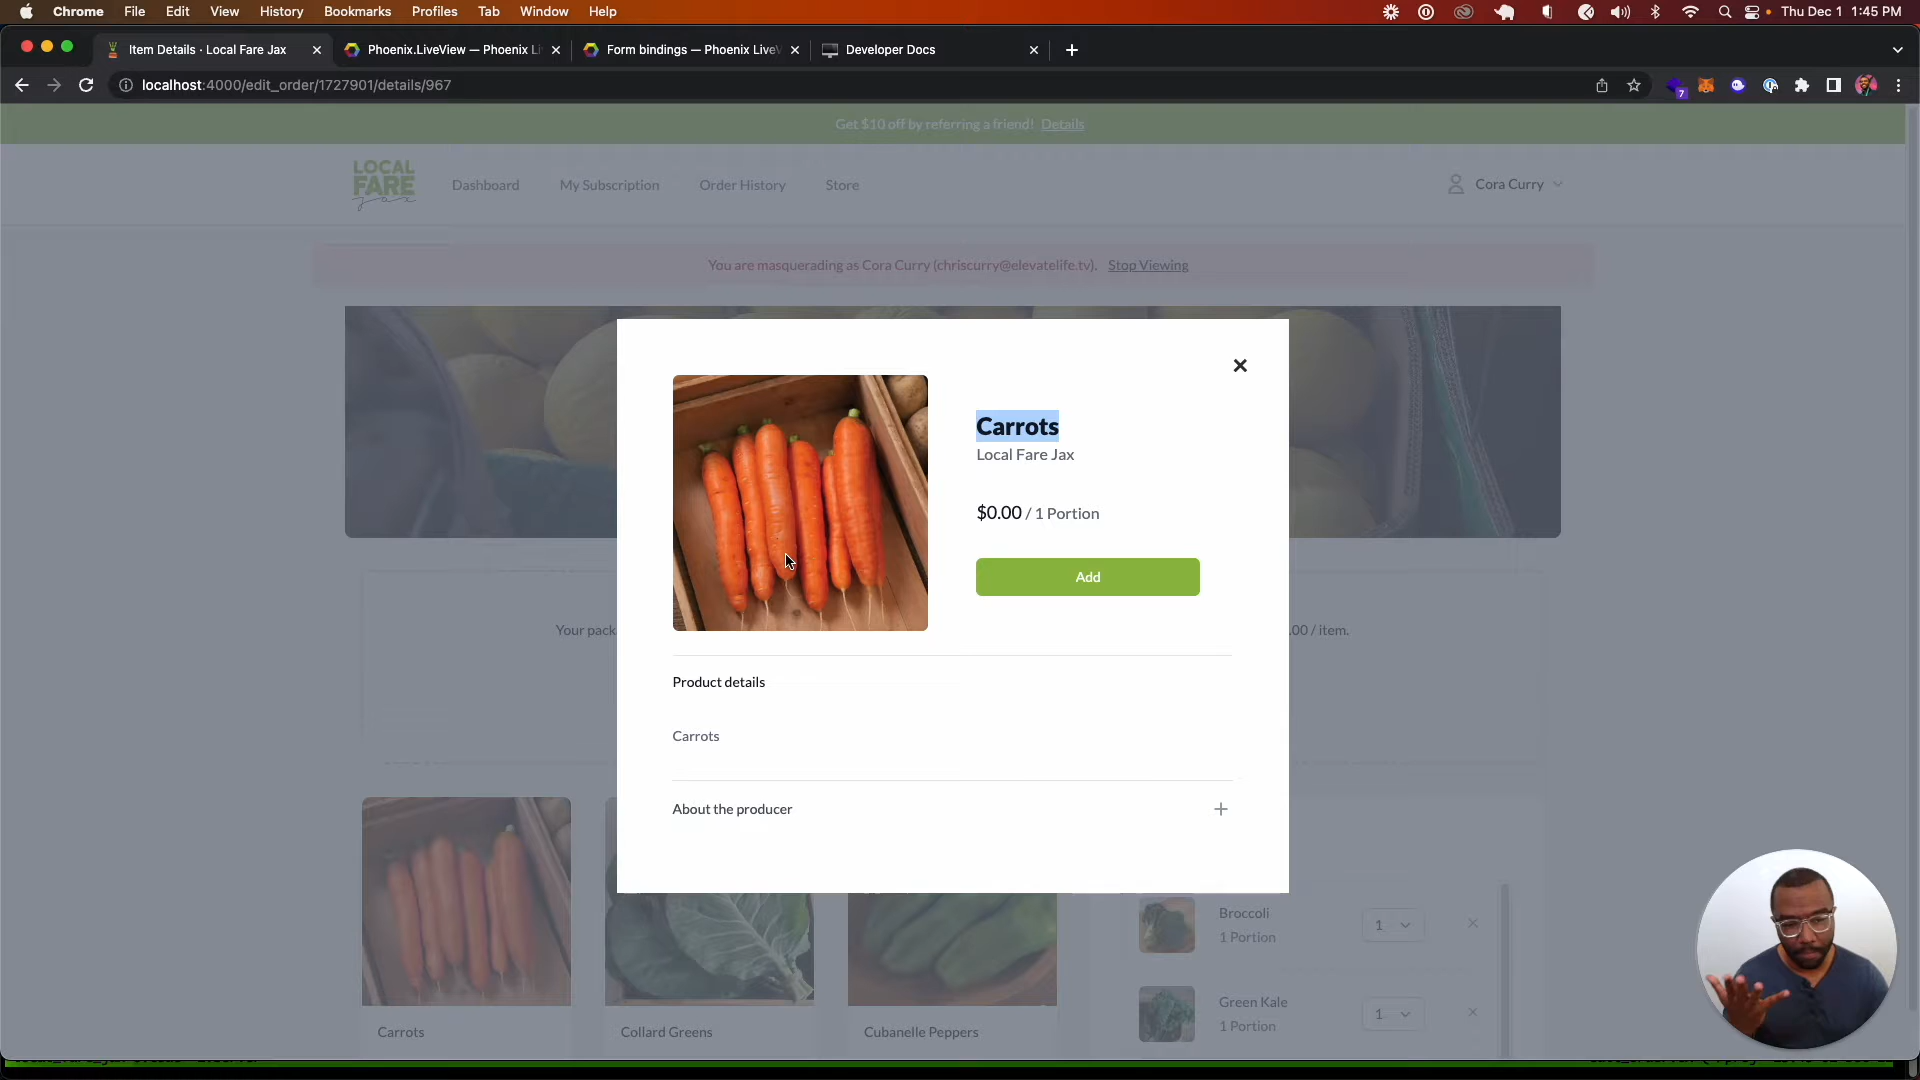 Chrome File Edit View History Bookmarks Profiles Tab Window Help Thu Dec 1 1:45 PM
Item Details · Local Fare Jax Phoenix.LiveView — Phoenix Li Form bindings — Phoenix LiveV Developer Docs
localhost:4000/edit_order/1727901/details/967 7
Get $10 off by referring a friend! Details
LOCAL
FARE
jax
Dashboard My Subscription Order History Store Cora Curry
You are masquerading as Cora Curry (chriscurry@elevatelife.tv). Stop Viewing
Carrots
Local Fare Jax
$0.00 / 1 Portion
Add
Your pack .00 / item.
Product details
Carrots
About the producer
Broccoli
1 Portion
1
Green Kale
1 Portion
1
Carrots Collard Greens Cubanelle Peppers